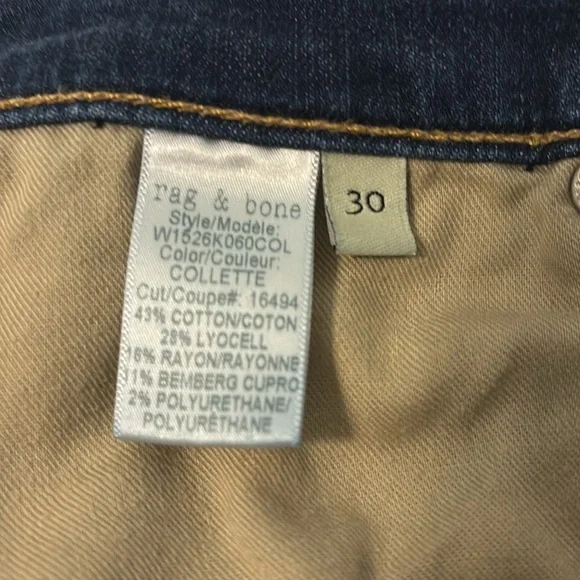 rag & bone
Style/Modèle:
W1526K060COL
Color/Couleur:
COLLETTE
Cut/Coupe#: 16494
43% COTTON/COTON
28% LYOCELL
16% RAYON/RAYONNE
11% BEMBERG CUPRO
2% POLYURETHANE/
POLYURÉTHANE
30